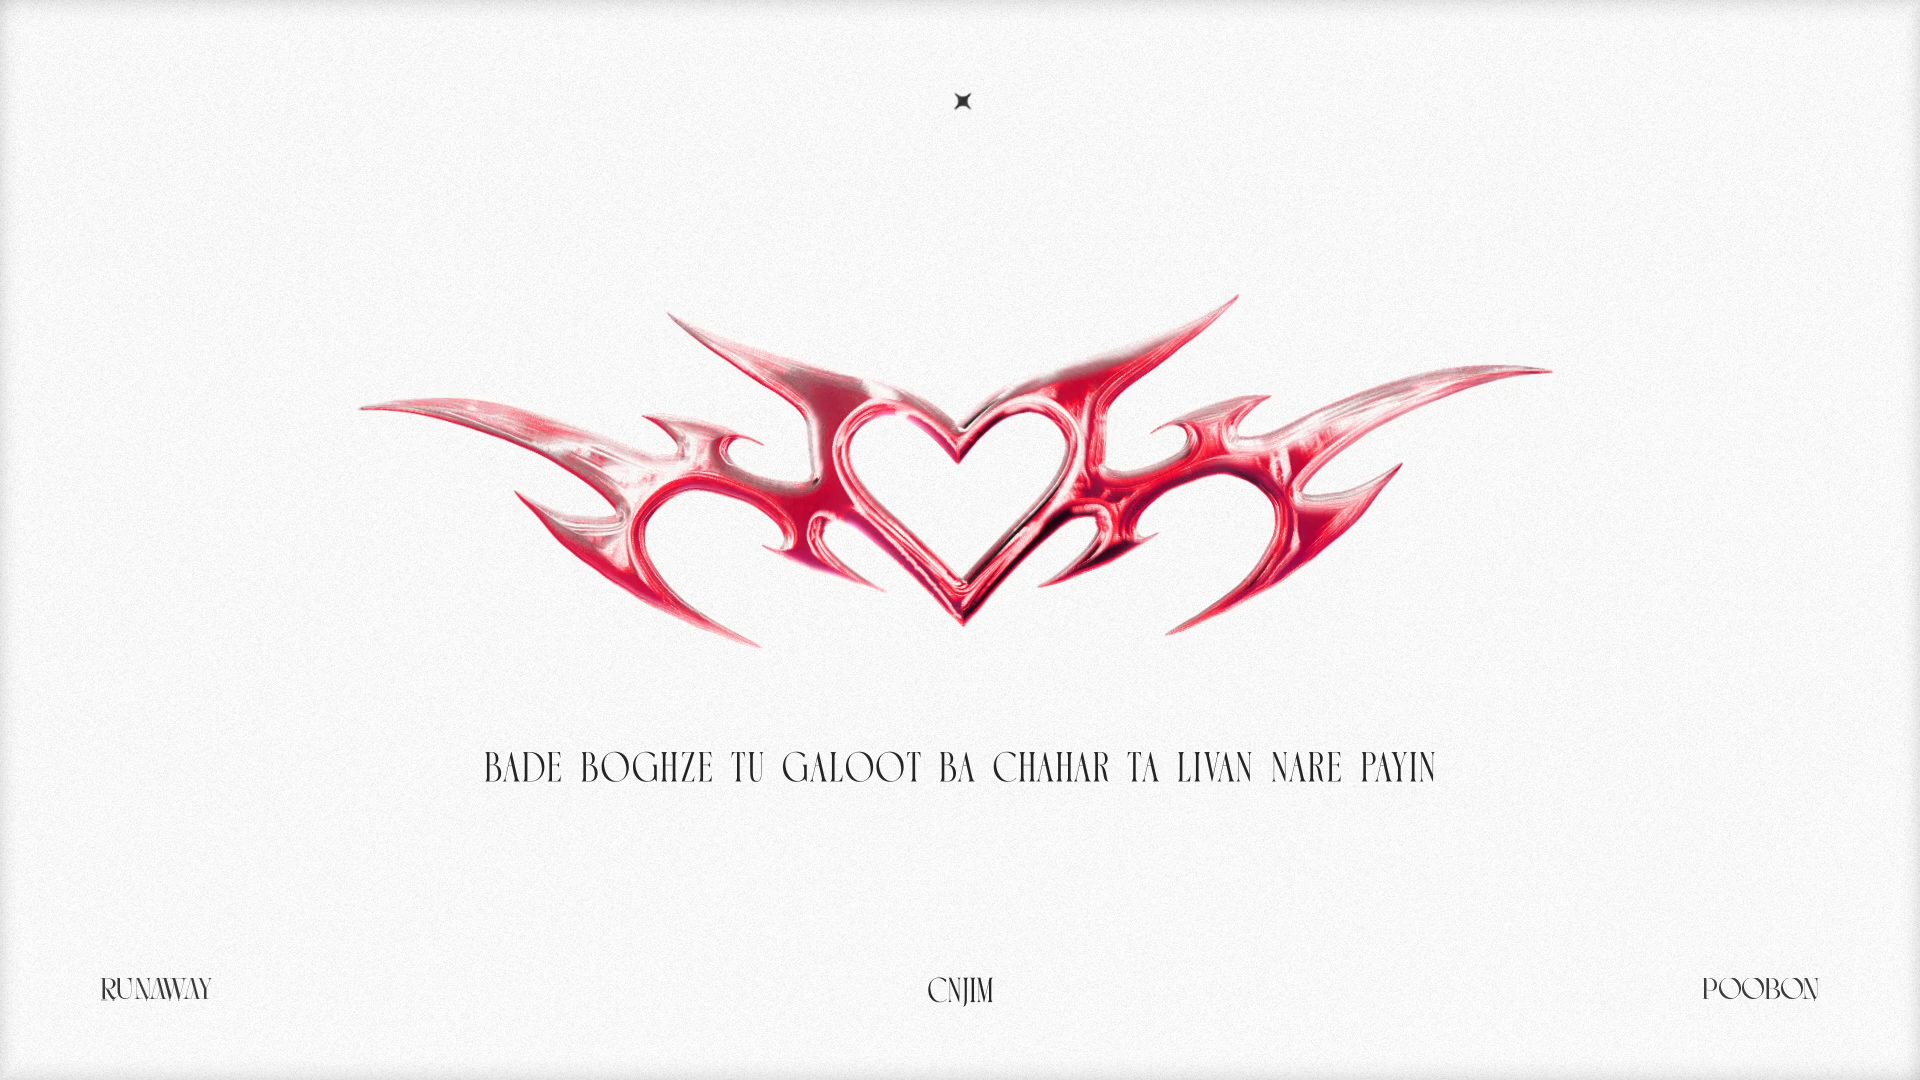 BADE BOGHZE TU GALOOT BA CHAHAR TA LIVAN NARE PAYIN
RUNAWAY
CNJIM
POOBON